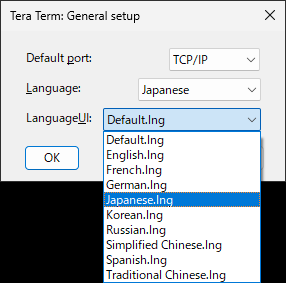 Tera Term: General setup
Default port: TCP/IP
Language: Japanese
LanguageUI: Default.lng
OK
Default.lng
English.lng
French.lng
German.lng
Japanese.lng
Korean.lng
Russian.lng
Simplified Chinese.lng
Spanish.lng
Traditional Chinese.lng